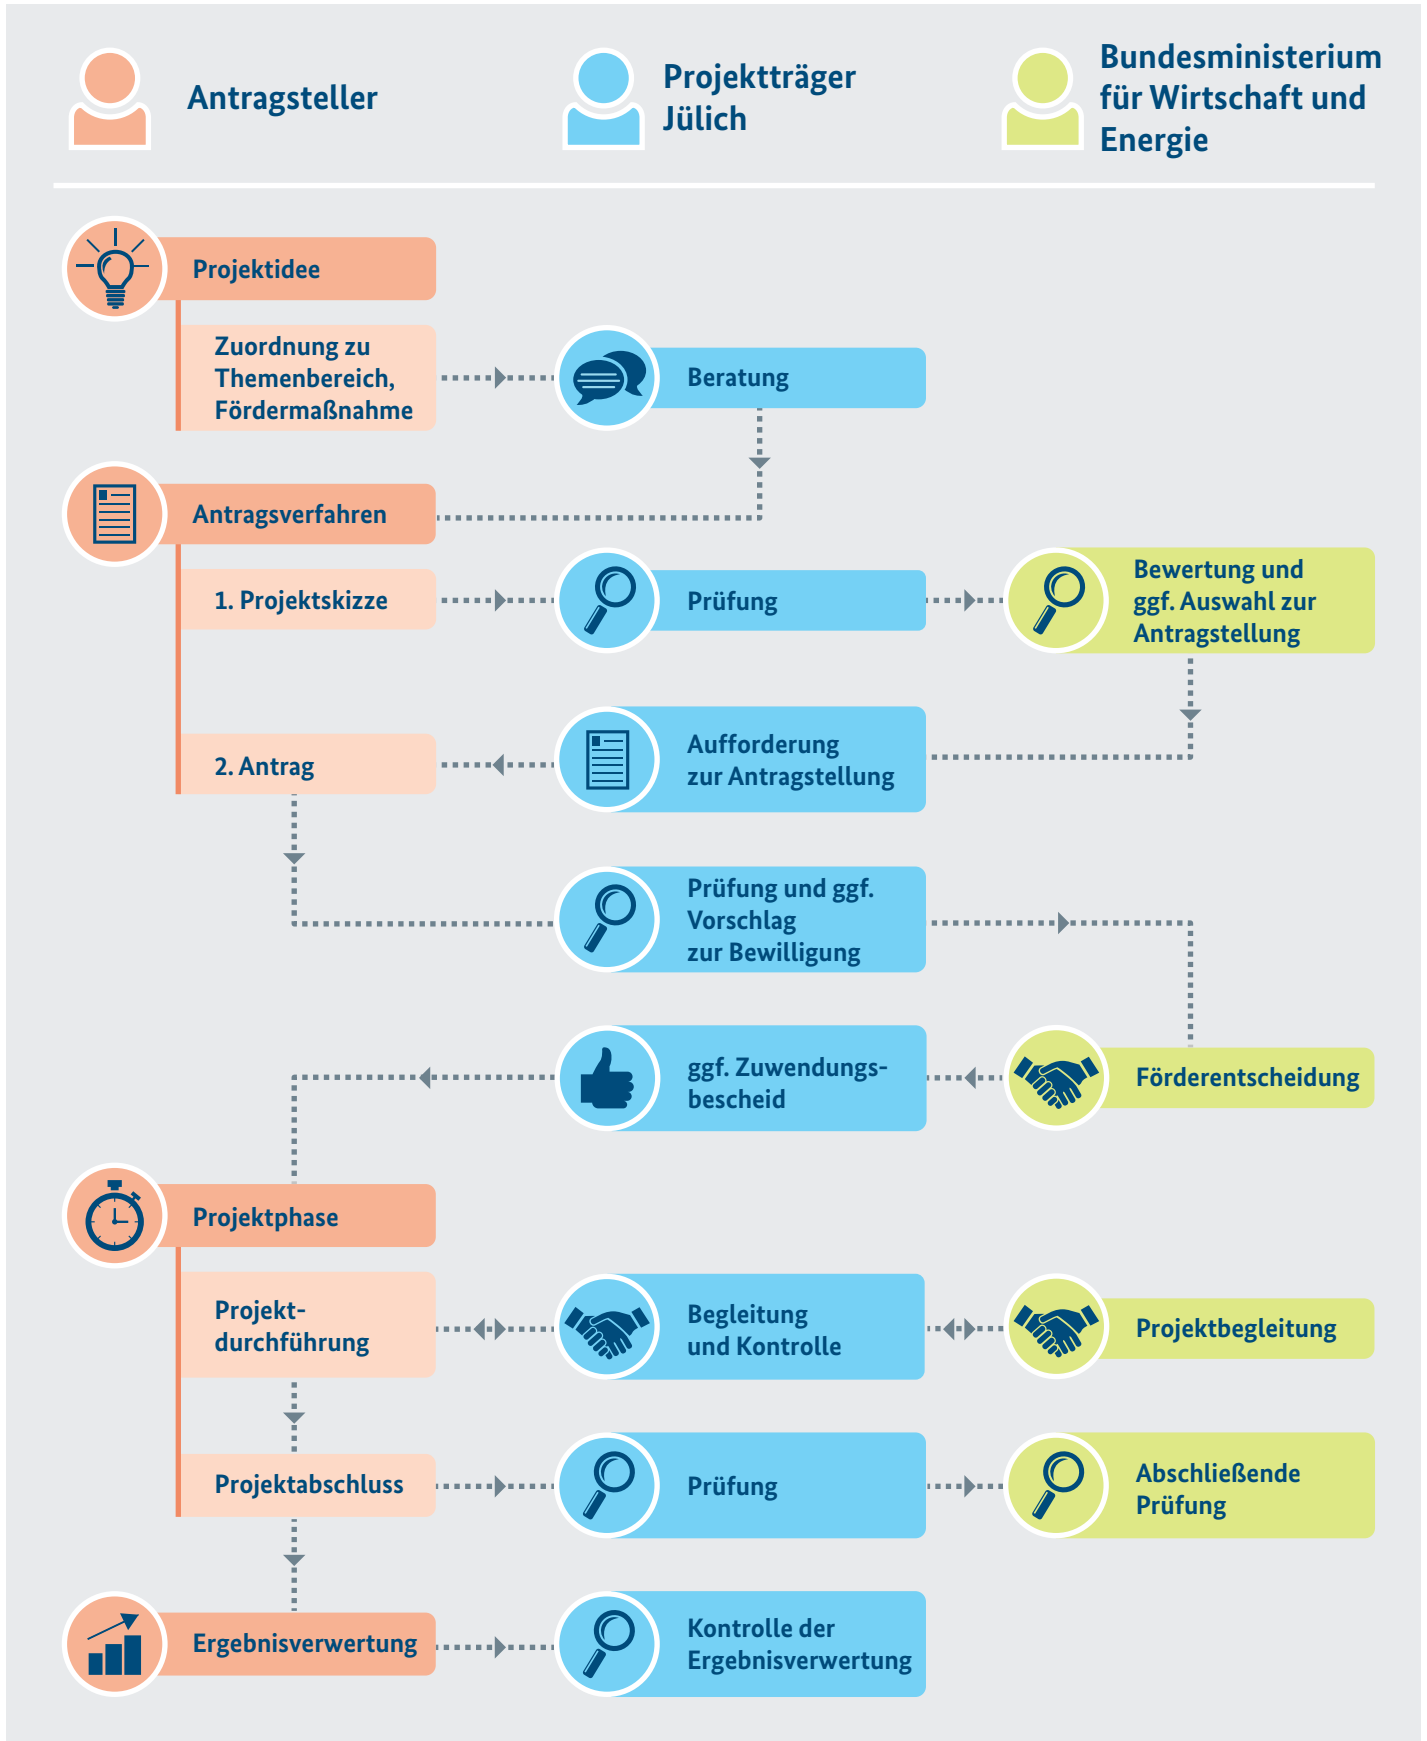 Antragsteller
Projektträger
Jülich
Bundesministerium
für Wirtschaft und
Energie
Projektidee
Zuordnung zu
Themenbereich,
Fördermaßnahme
Beratung
Antragsverfahren
1. Projektskizze
Prüfung
Bewertung und
ggf. Auswahl zur
Antragstellung
2. Antrag
Aufforderung
zur Antragstellung
Prüfung und ggf.
Vorschlag
zur Bewilligung
ggf. Zuwendungs-
bescheid
Förderentscheidung
Projektphase
Projekt-
durchführung
Begleitung
und Kontrolle
Projektbegleitung
Projektabschluss
Prüfung
Abschließende
Prüfung
Ergebnisverwertung
Kontrolle der
Ergebnisverwertung